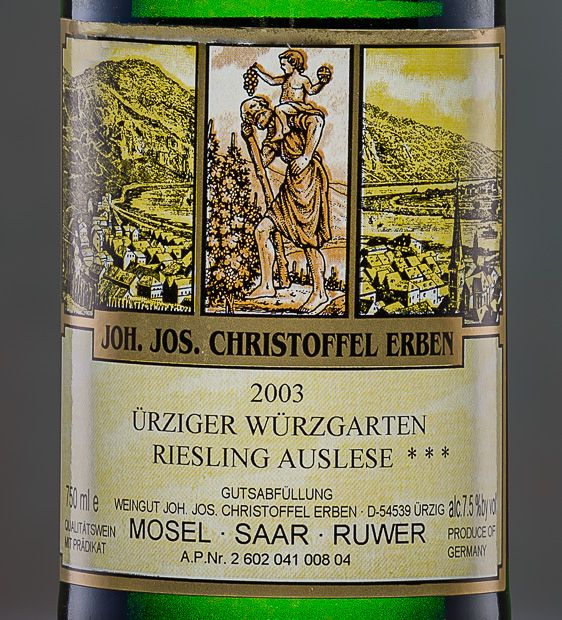 JOH. JOS. CHRISTOFFEL ERBEN
2003
ÜRZIGER WÜRZGARTEN
RIESLING AUSLESE ***
GUTSABFÜLLUNG
750 ml e
WEINGUT JOH. JOS. CHRISTOFFEL ERBEN · D-54539 ÜRZIG
alc.7.5 % by vol
QUALITÄTSWEIN
MIT PRÄDIKAT
MOSEL · SAAR · RUWER
PRODUCE OF
GERMANY
A.P.Nr. 2 602 041 008 04